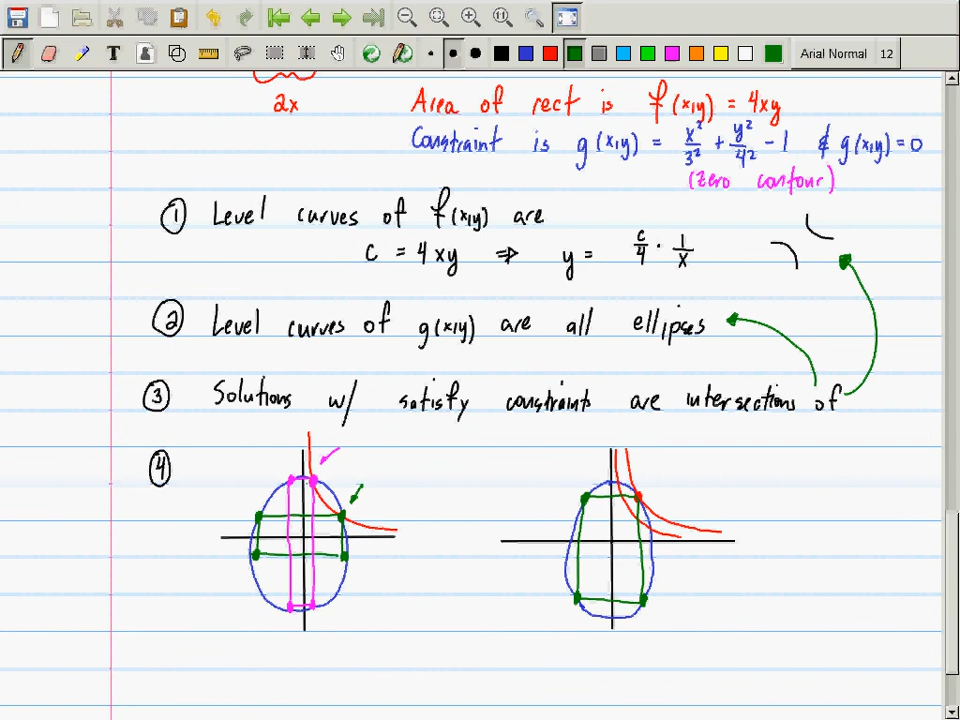 T Arial Normal 12
2x Area of rect is f(x,y) = 4xy
Constraint is g(x,y) = x²/3² + y²/4² - 1 & g(x,y) = 0
(Zero contour)
① Level curves of f(x,y) are
C = 4xy ⇒ y = c/4 · 1/x
② Level curves of g(x,y) are all ellipses
③ Solutions w/ satisfy constraints are intersections of
④